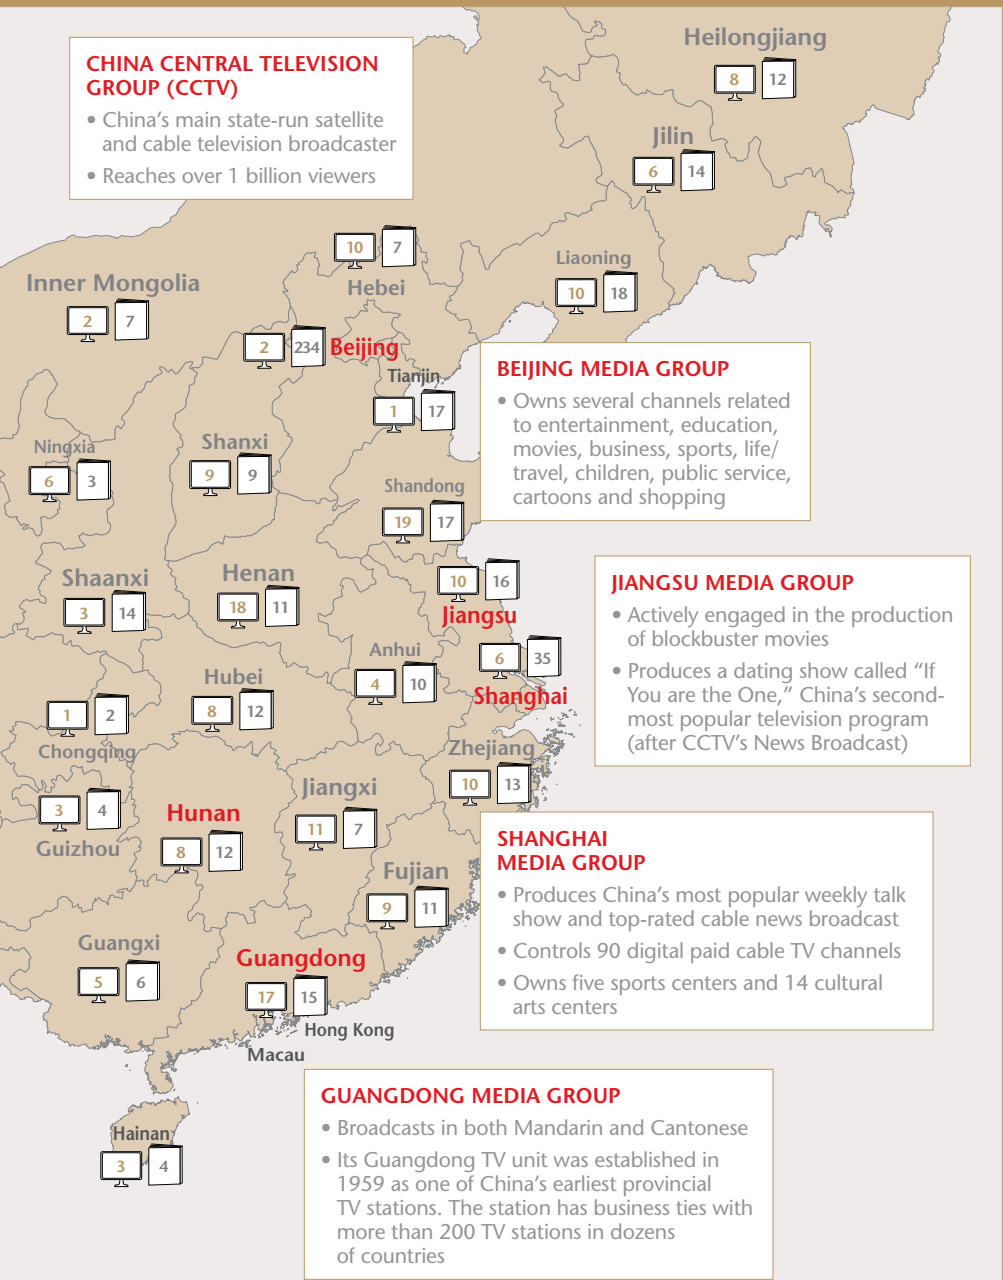 Heilongjiang
8 12
CHINA CENTRAL TELEVISION
GROUP (CCTV)
• China’s main state-run satellite
and cable television broadcaster
• Reaches over 1 billion viewers
Jilin
6 14
10 7
Hebei
Liaoning
10 18
Inner Mongolia
2 7
2 234 Beijing
Tianjin
1 17
BEIJING MEDIA GROUP
• Owns several channels related
to entertainment, education,
movies, business, sports, life/
travel, children, public service,
cartoons and shopping
Ningxia
6 3
Shanxi
9 9
Shandong
19 17
Shaanxi
3 14
Henan
18 11
10 16
Jiangsu
JIANGSU MEDIA GROUP
• Actively engaged in the production
of blockbuster movies
• Produces a dating show called “If
You are the One,” China’s second-
most popular television program
(after CCTV’s News Broadcast)
Anhui
4 10
6 35
Shanghai
Hubei
8 12
1 2
Chongqing
Zhejiang
10 13
3 4
Guizhou
Hunan
8 12
Jiangxi
11 7
SHANGHAI
MEDIA GROUP
• Produces China’s most popular weekly talk
show and top-rated cable news broadcast
• Controls 90 digital paid cable TV channels
• Owns five sports centers and 14 cultural
arts centers
Fujian
9 11
Guangxi
5 6
Guangdong
17 15
Hong Kong
Macau
GUANGDONG MEDIA GROUP
• Broadcasts in both Mandarin and Cantonese
• Its Guangdong TV unit was established in
1959 as one of China’s earliest provincial
TV stations. The station has business ties with
more than 200 TV stations in dozens
of countries
Hainan
3 4